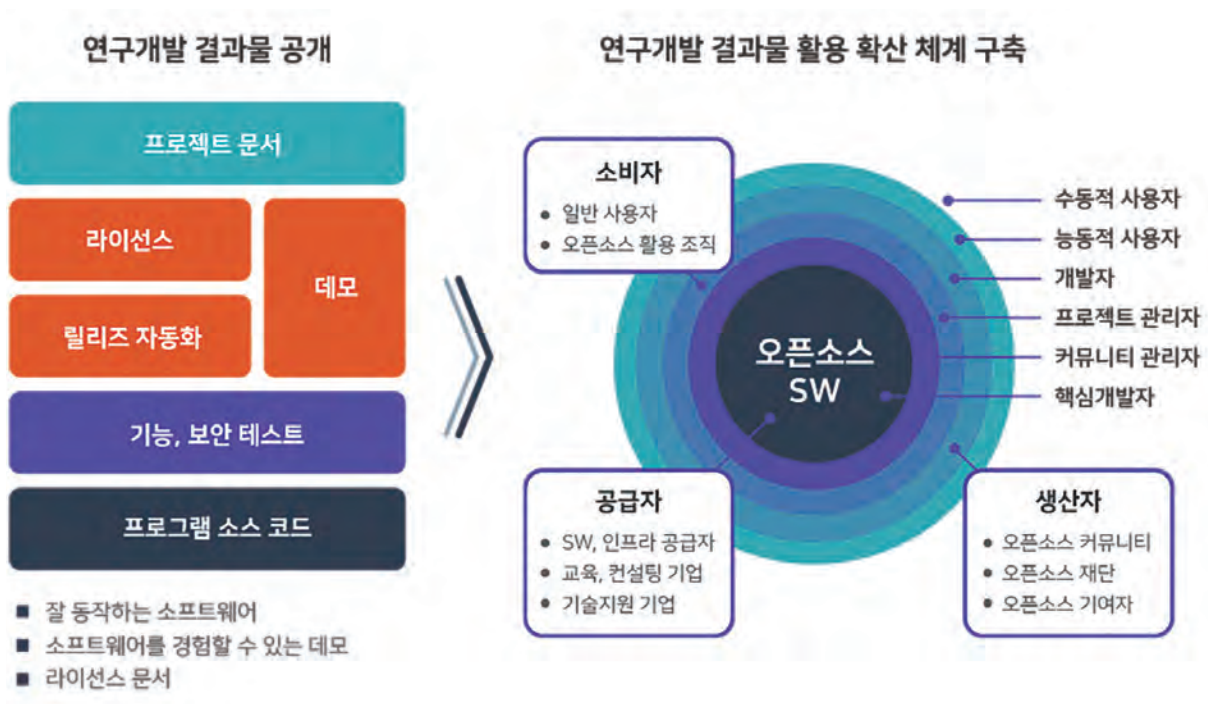 연구개발 결과물 공개
프로젝트 문서
라이선스
릴리즈 자동화
데모
기능, 보안 테스트
프로그램 소스 코드
■ 잘 동작하는 소프트웨어
■ 소프트웨어를 경험할 수 있는 데모
■ 라이선스 문서
연구개발 결과물 활용 확산 체계 구축
소비자
• 일반 사용자
• 오픈소스 활용 조직
오픈소스
SW
수동적 사용자
능동적 사용자
개발자
프로젝트 관리자
커뮤니티 관리자
핵심개발자
공급자
• SW, 인프라 공급자
• 교육, 컨설팅 기업
• 기술지원 기업
생산자
• 오픈소스 커뮤니티
• 오픈소스 재단
• 오픈소스 기여자